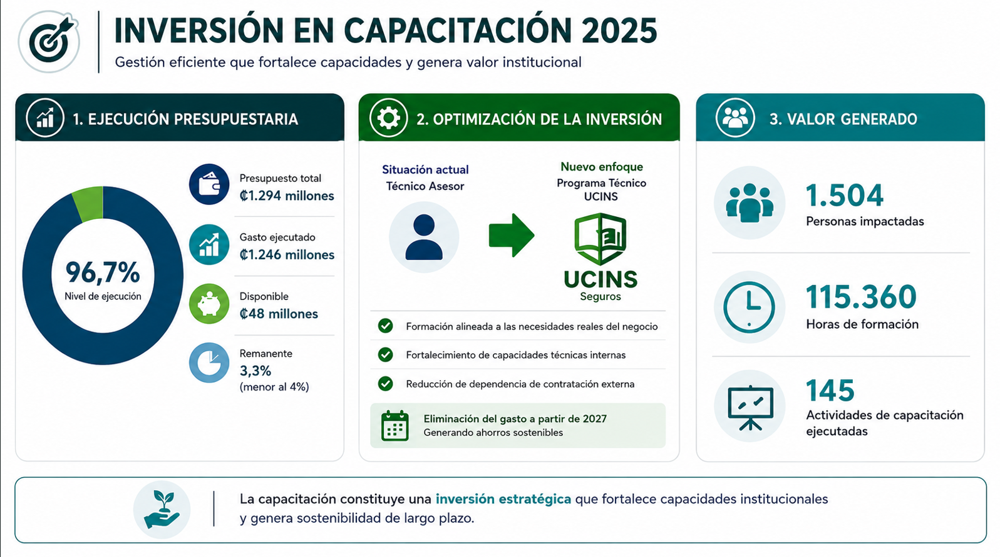 INVERSIÓN EN CAPACITACIÓN 2025
Gestión eficiente que fortalece capacidades y genera valor institucional
1. EJECUCIÓN PRESUPUESTARIA
96,7%
Nivel de ejecución
Presupuesto total
₡1.294 millones
Gasto ejecutado
₡1.246 millones
Disponible
₡48 millones
Remanente
3,3%
(menor al 4%)
2. OPTIMIZACIÓN DE LA INVERSIÓN
Situación actual
Técnico Asesor
Nuevo enfoque
Programa Técnico
UCINS
UCINS
Seguros
Formación alineada a las necesidades reales del negocio
Fortalecimiento de capacidades técnicas internas
Reducción de dependencia de contratación externa
Eliminación del gasto a partir de 2027
Generando ahorros sostenibles
3. VALOR GENERADO
1.504
Personas impactadas
115.360
Horas de formación
145
Actividades de capacitación
ejecutadas
La capacitación constituye una inversión estratégica que fortalece capacidades institucionales
y genera sostenibilidad de largo plazo.